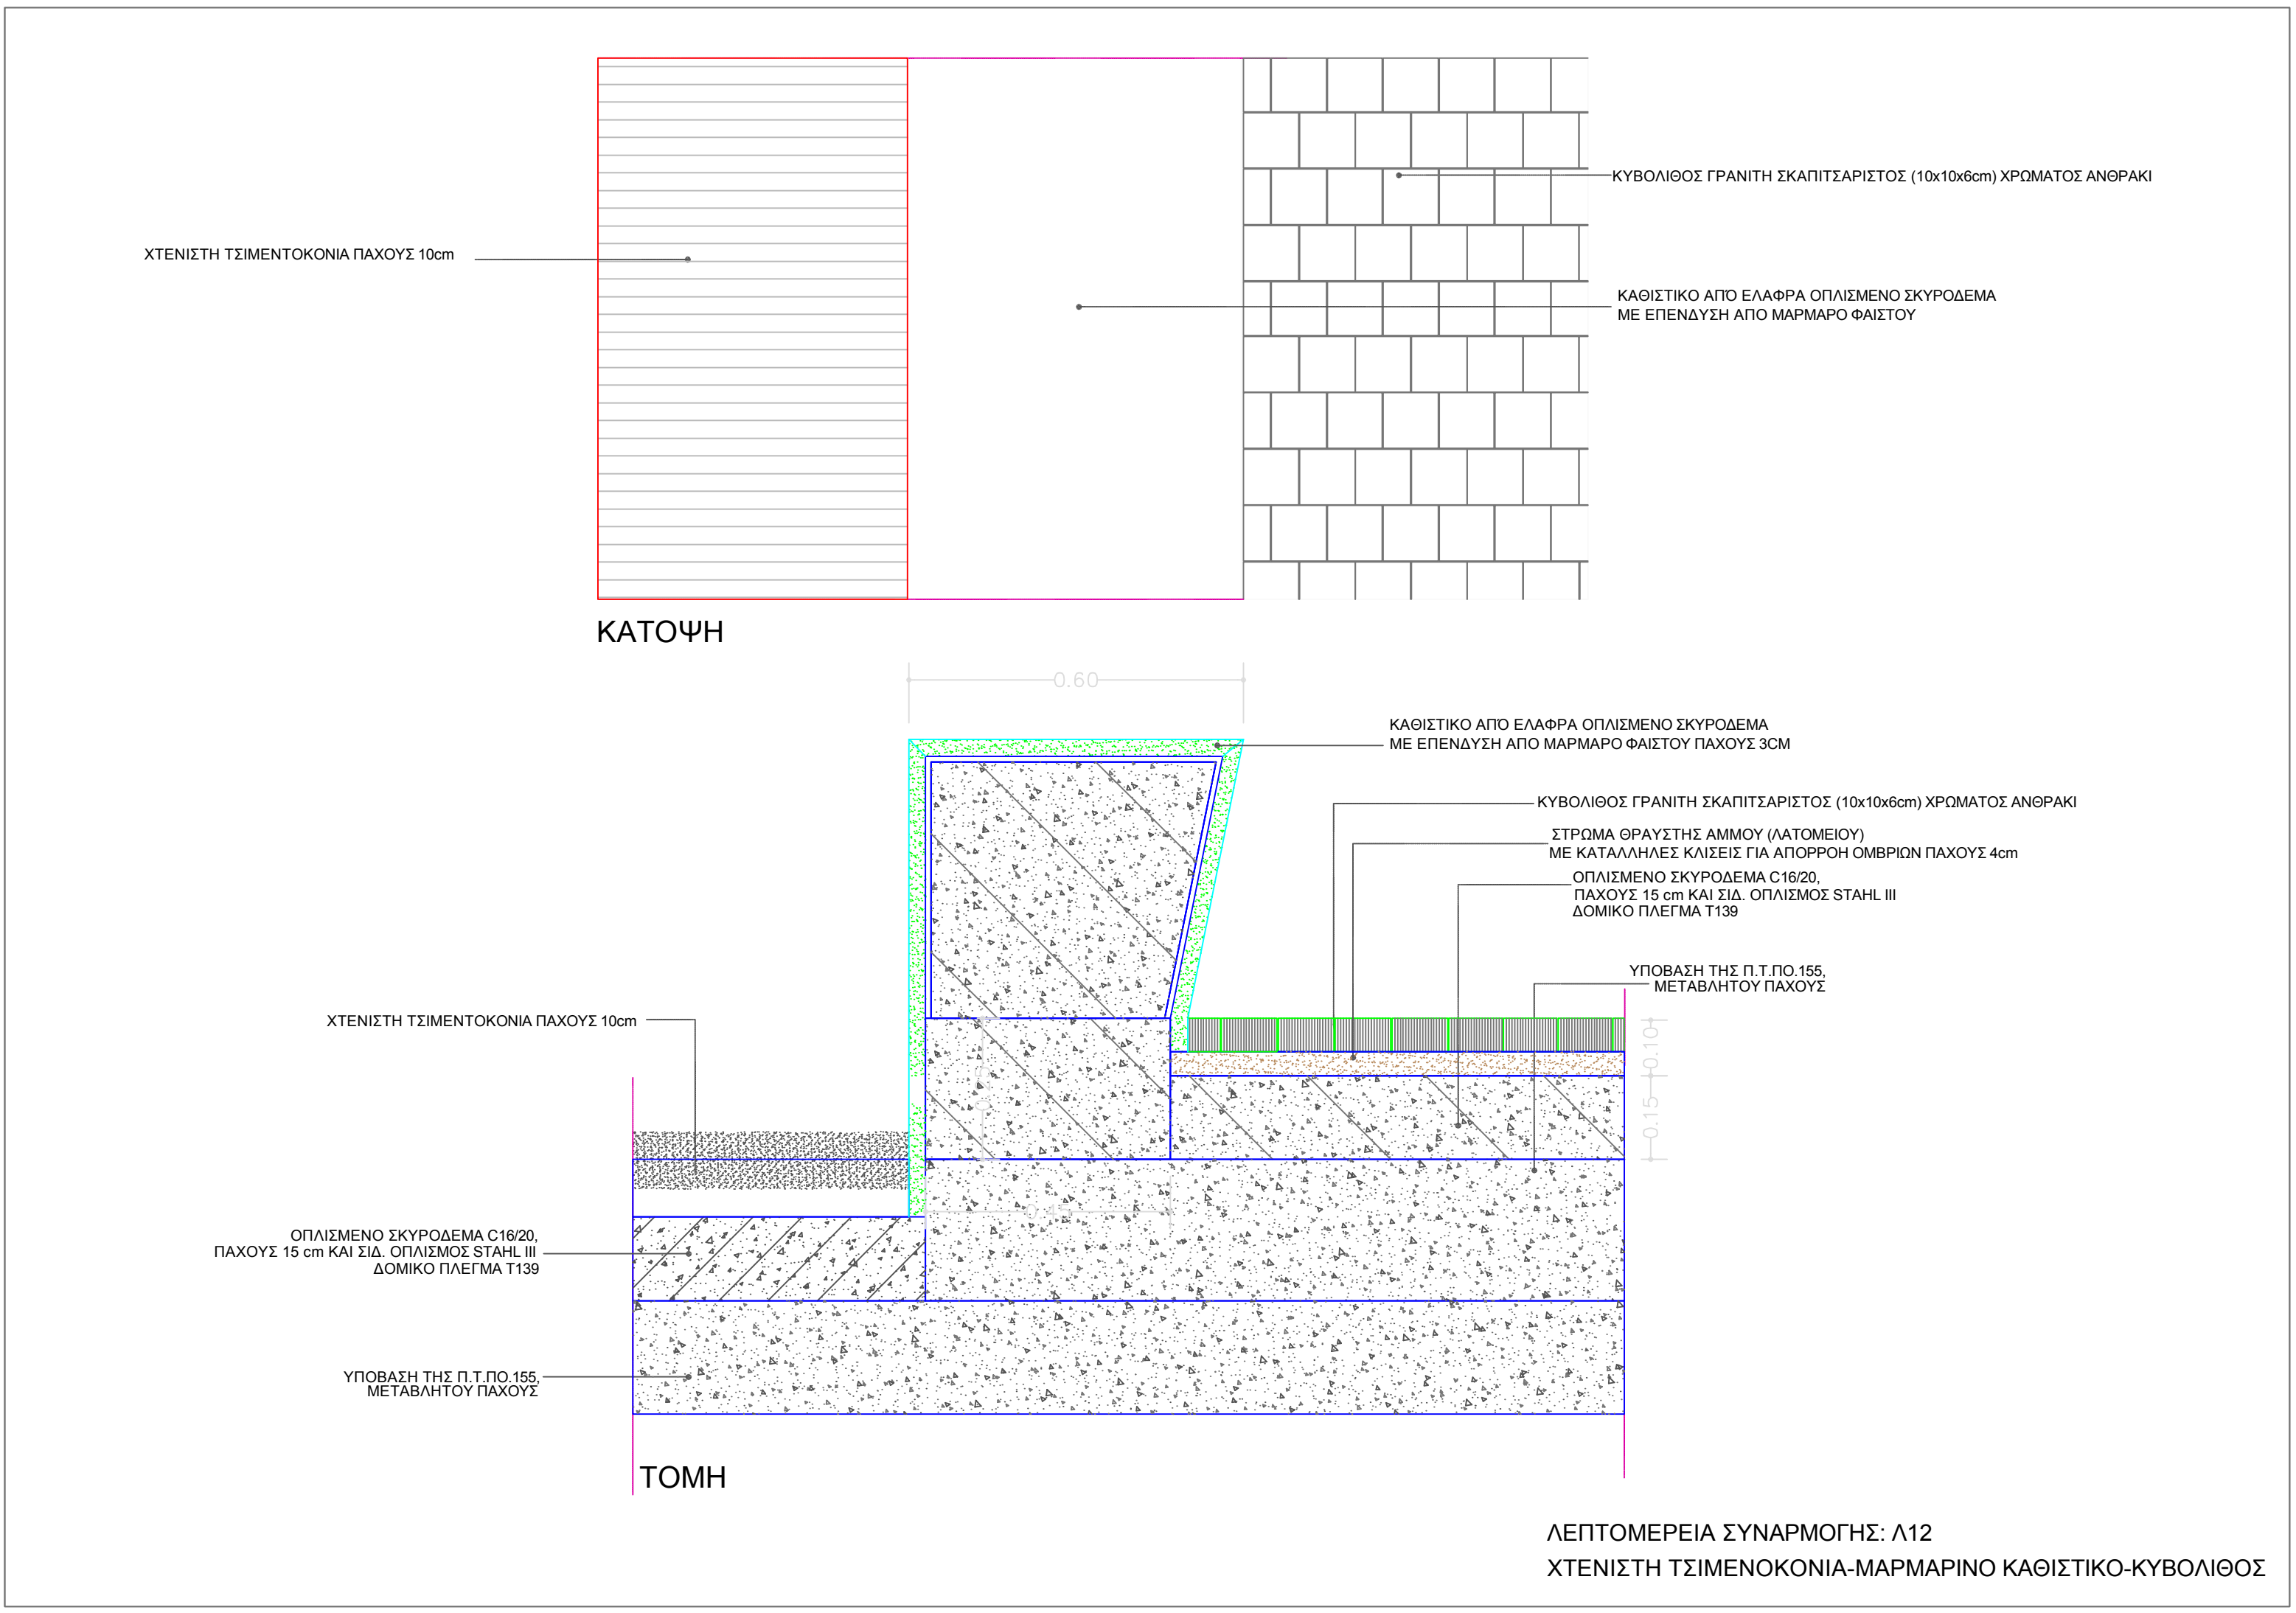 ΚΥΒΟΛΙΘΟΣ ΓΡΑΝΙΤΗ ΣΚΑΠΙΤΣΑΡΙΣΤΟΣ (10x10x6cm) ΧΡΩΜΑΤΟΣ ΑΝΘΡΑΚΙ
ΧΤΕΝΙΣΤΗ ΤΣΙΜΕΝΤΟΚΟΝΙΑ ΠΑΧΟΥΣ 10cm
ΚΑΘΙΣΤΙΚΟ ΑΠΌ ΕΛΑΦΡΑ ΟΠΛΙΣΜΕΝΟ ΣΚΥΡΟΔΕΜΑ
ΜΕ ΕΠΕΝΔΥΣΗ ΑΠΟ ΜΑΡΜΑΡΟ ΦΑΙΣΤΟΥ
ΚΑΤΟΨΗ
0.60
ΚΑΘΙΣΤΙΚΟ ΑΠΌ ΕΛΑΦΡΑ ΟΠΛΙΣΜΕΝΟ ΣΚΥΡΟΔΕΜΑ
ΜΕ ΕΠΕΝΔΥΣΗ ΑΠΟ ΜΑΡΜΑΡΟ ΦΑΙΣΤΟΥ ΠΑΧΟΥΣ 3CM
ΚΥΒΟΛΙΘΟΣ ΓΡΑΝΙΤΗ ΣΚΑΠΙΤΣΑΡΙΣΤΟΣ (10x10x6cm) ΧΡΩΜΑΤΟΣ ΑΝΘΡΑΚΙ
ΣΤΡΩΜΑ ΘΡΑΥΣΤΗΣ ΑΜΜΟΥ (ΛΑΤΟΜΕΙΟΥ)
ΜΕ ΚΑΤΑΛΛΗΛΕΣ ΚΛΙΣΕΙΣ ΓΙΑ ΑΠΟΡΡΟΗ ΟΜΒΡΙΩΝ ΠΑΧΟΥΣ 4cm
ΟΠΛΙΣΜΕΝΟ ΣΚΥΡΟΔΕΜΑ C16/20,
ΠΑΧΟΥΣ 15 cm ΚΑΙ ΣΙΔ. ΟΠΛΙΣΜΟΣ STAHL III
ΔΟΜΙΚΟ ΠΛΕΓΜΑ Τ139
ΥΠΟΒΑΣΗ ΤΗΣ Π.Τ.ΠΟ.155,
ΜΕΤΑΒΛΗΤΟΥ ΠΑΧΟΥΣ
ΧΤΕΝΙΣΤΗ ΤΣΙΜΕΝΤΟΚΟΝΙΑ ΠΑΧΟΥΣ 10cm
0.10
0.15
ΟΠΛΙΣΜΕΝΟ ΣΚΥΡΟΔΕΜΑ C16/20,
ΠΑΧΟΥΣ 15 cm ΚΑΙ ΣΙΔ. ΟΠΛΙΣΜΟΣ STAHL III
ΔΟΜΙΚΟ ΠΛΕΓΜΑ Τ139
ΥΠΟΒΑΣΗ ΤΗΣ Π.Τ.ΠΟ.155,
ΜΕΤΑΒΛΗΤΟΥ ΠΑΧΟΥΣ
ΤΟΜΗ
ΛΕΠΤΟΜΕΡΕΙΑ ΣΥΝΑΡΜΟΓΗΣ: Λ12
ΧΤΕΝΙΣΤΗ ΤΣΙΜΕΝΟΚΟΝΙΑ-ΜΑΡΜΑΡΙΝΟ ΚΑΘΙΣΤΙΚΟ-ΚΥΒΟΛΙΘΟΣ